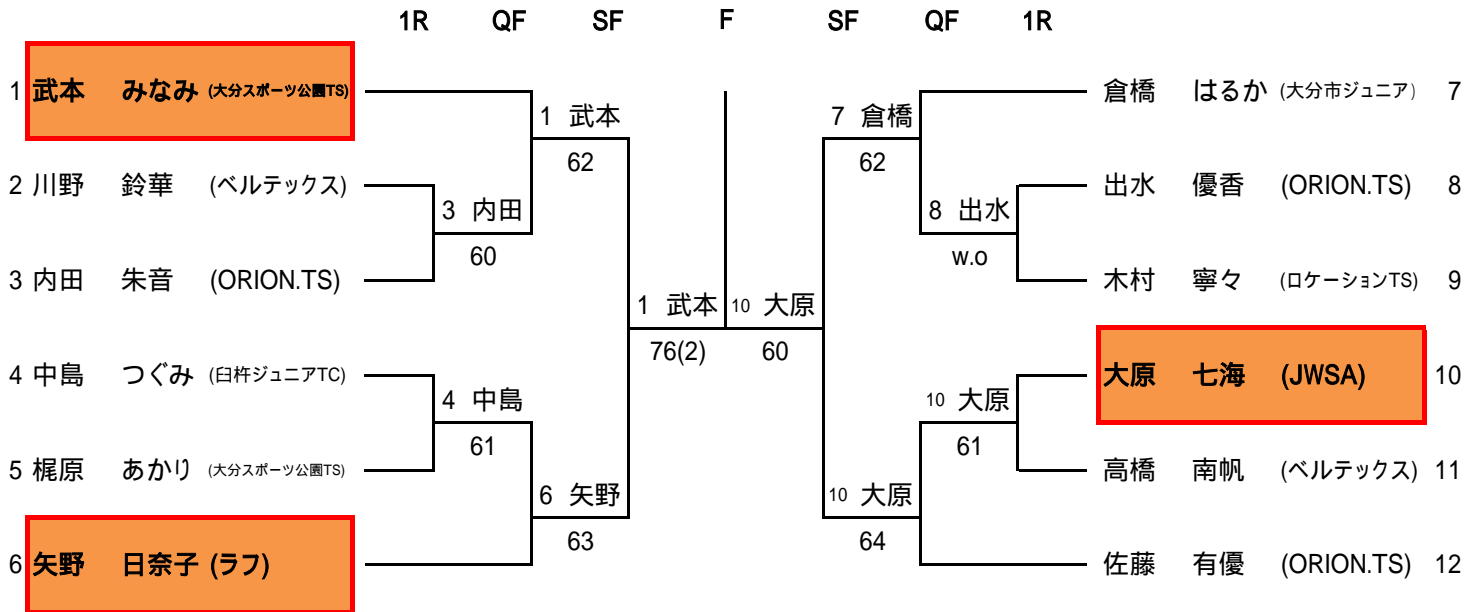 1R QF SF F SF QF 1R
1 武本 みなみ (大分スポーツ公園TS)
倉橋 はるか (大分市ジュニア) 7
1 武本
7 倉橋
62
62
2 川野 鈴華 (ベルテックス)
出水 優香 (ORION.TS) 8
3 内田
8 出水
60
w.o
3 内田 朱音 (ORION.TS)
木村 寧々 (ロケーションTS) 9
1 武本
10 大原
76(2)
60
4 中島 つぐみ (臼杵ジュニアTC)
大原 七海 (JWSA) 10
4 中島
10 大原
61
61
5 梶原 あかり (大分スポーツ公園TS)
高橋 南帆 (ベルテックス) 11
6 矢野
10 大原
63
64
6 矢野 日奈子 (ラフ)
佐藤 有優 (ORION.TS) 12